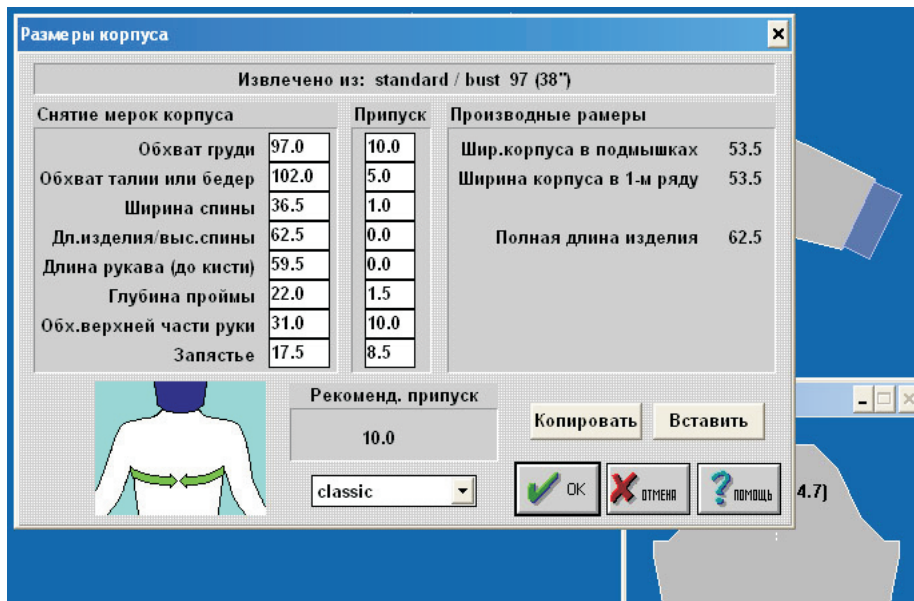 Размеры корпуса
Извлечено из: standard / bust 97 (38")
Снятие мерок корпуса Припуск Производные рамеры
Обхват груди 97.0 10.0 Шир.корпуса в подмышках 53.5
Обхват талии или бедер 102.0 5.0 Ширина корпуса в 1-м ряду 53.5
Ширина спины 36.5 1.0
Дл.изделия/выс.спины 62.5 0.0 Полная длина изделия 62.5
Длина рукава (до кисти) 59.5 0.0
Глубина проймы 22.0 1.5
Обх.верхней части руки 31.0 10.0
Запястье 17.5 8.5
Рекоменд. припуск
10.0
Копировать Вставить
classic
OK ОТМЕНА ПОМОЩЬ
4.7)